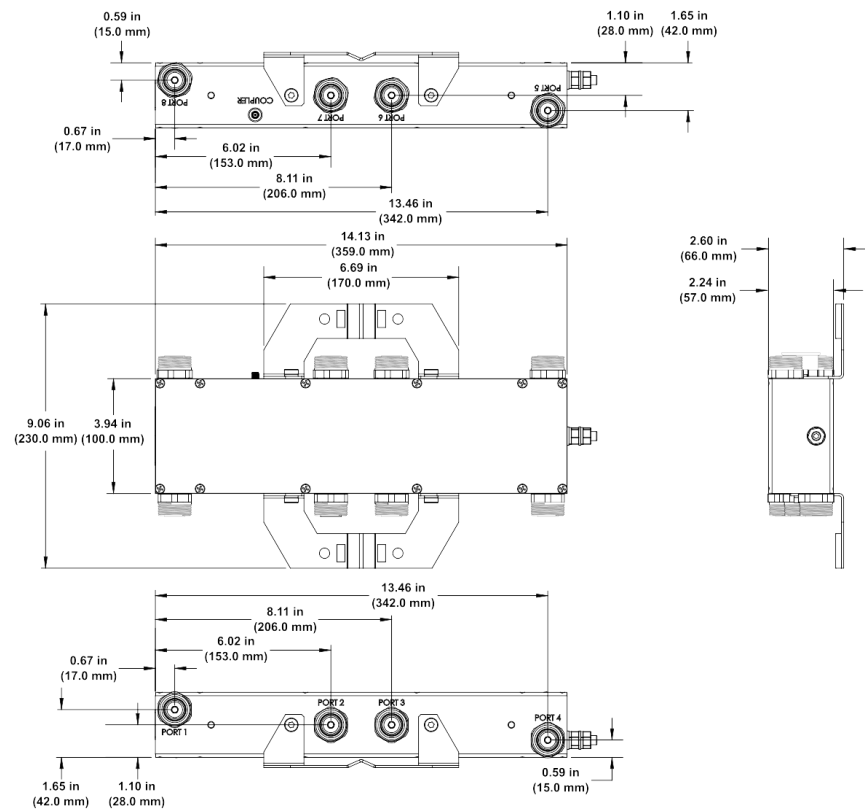 0.59 in
(15.0 mm)
1.10 in
(28.0 mm)
1.65 in
(42.0 mm)
PORT 8
COUPLER
PORT 7
PORT 6
PORT 5
0.67 in
(17.0 mm)
6.02 in
(153.0 mm)
8.11 in
(206.0 mm)
13.46 in
(342.0 mm)
14.13 in
(359.0 mm)
6.69 in
(170.0 mm)
2.60 in
(66.0 mm)
2.24 in
(57.0 mm)
9.06 in
(230.0 mm)
3.94 in
(100.0 mm)
13.46 in
(342.0 mm)
8.11 in
(206.0 mm)
6.02 in
(153.0 mm)
0.67 in
(17.0 mm)
PORT 1
PORT 2
PORT 3
PORT 4
1.65 in
(42.0 mm)
1.10 in
(28.0 mm)
0.59 in
(15.0 mm)